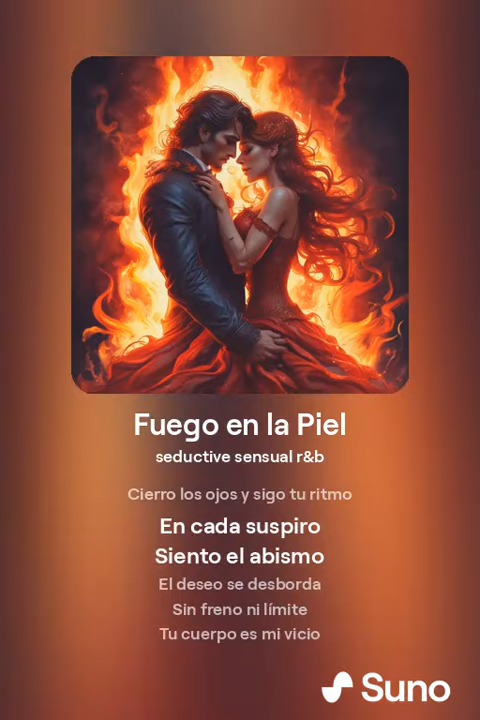 Fuego en la Piel
seductive sensual r&b
Cierro los ojos y sigo tu ritmo
En cada suspiro
Siento el abismo
El deseo se desborda
Sin freno ni límite
Tu cuerpo es mi vicio
Suno